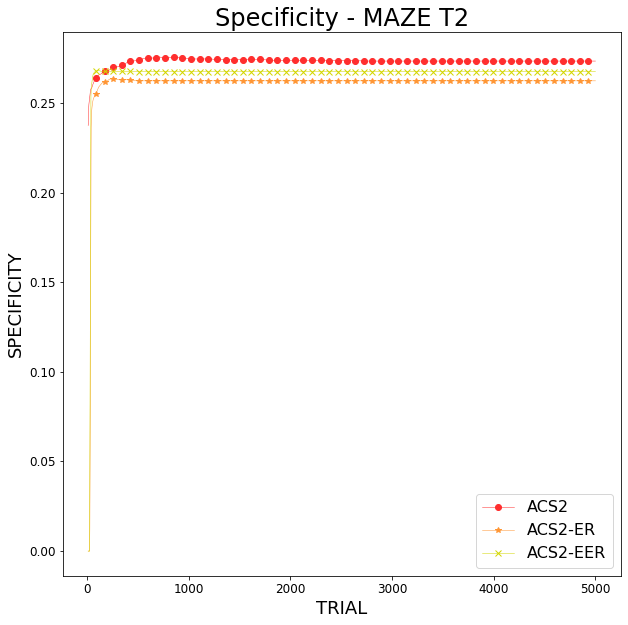 Specificity - MAZE T2
SPECIFICITY
0.25
0.20
0.15
0.10
0.05
0.00
0 1000 2000 3000 4000 5000
TRIAL
ACS2
ACS2-ER
ACS2-EER